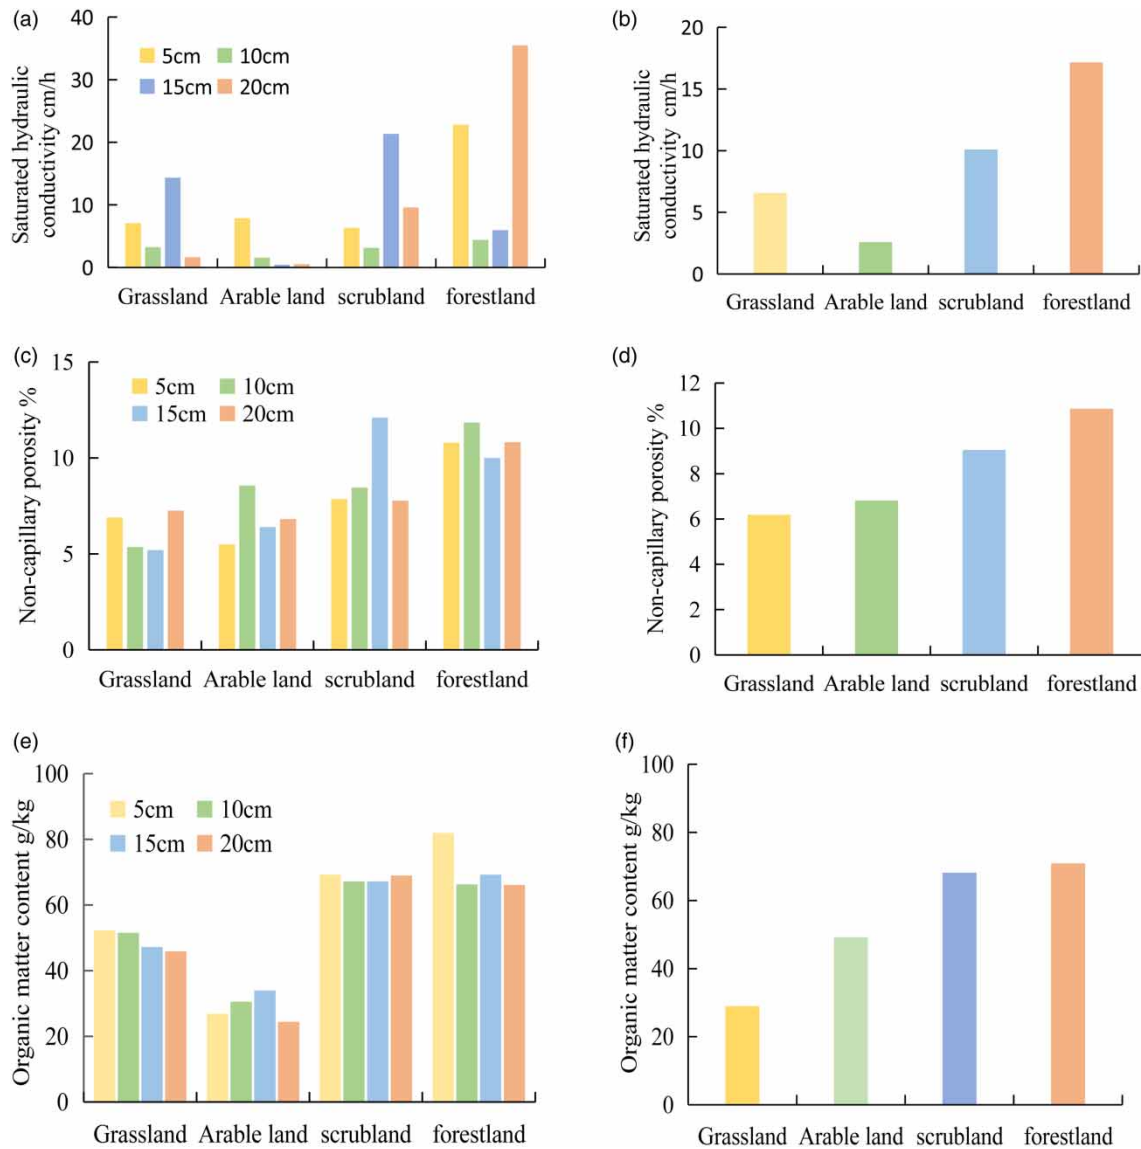 (a)
Saturated hydraulic
conductivity cm/h
40
30
20
10
0
5cm 10cm
15cm 20cm
Grassland Arable land scrubland forestland
(b)
Saturated hydraulic
conductivity cm/h
20
15
10
5
0
Grassland Arable land scrubland forestland
(c)
Non-capillary porosity %
15
10
5
0
5cm 10cm
15cm 20cm
Grassland Arable land scrubland forestland
(d)
Non-capillary porosity %
12
10
8
6
4
2
0
Grassland Arable land scrubland forestland
(e)
Organic matter content g/kg
100
80
60
40
20
0
5cm 10cm
15cm 20cm
Grassland Arable land scrubland forestland
(f)
Organic matter content g/kg
100
80
60
40
20
0
Grassland Arable land scrubland forestland